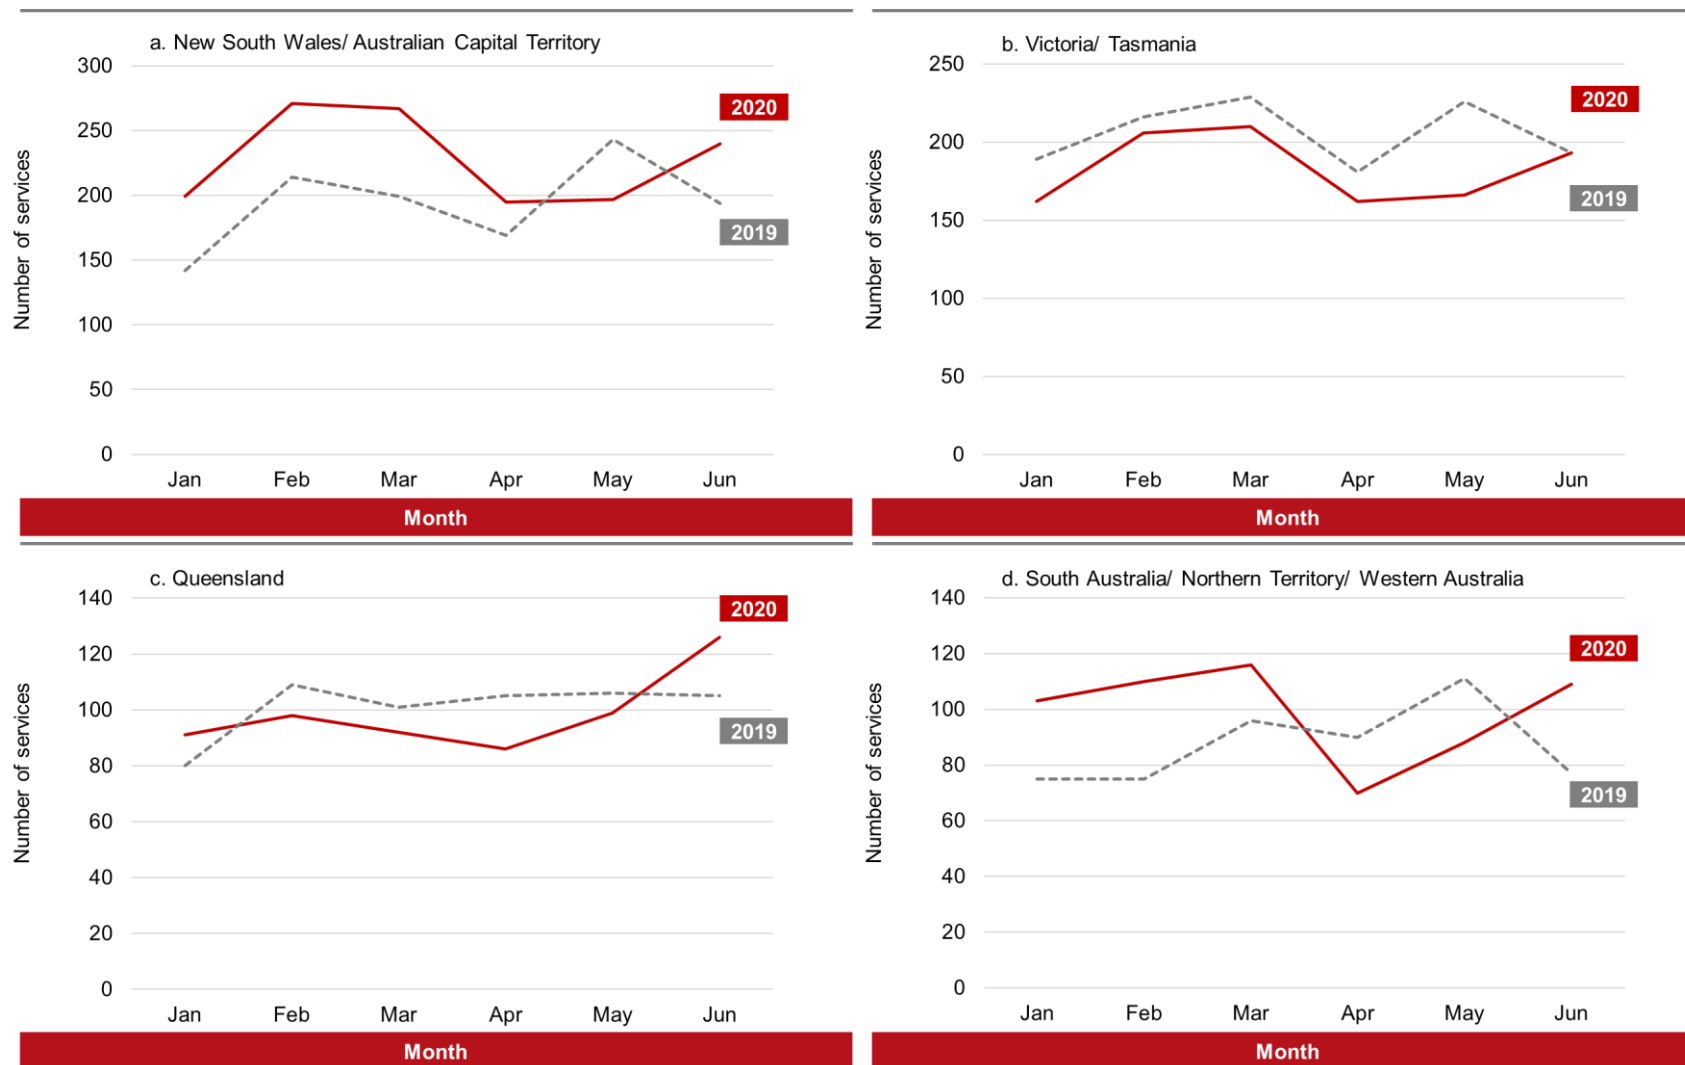 a. New South Wales/ Australian Capital Territory
300
250
200
150
100
50
0
Number of services
2020
2019
Jan Feb Mar Apr May Jun
Month
b. Victoria/ Tasmania
250
200
150
100
50
0
Number of services
2020
2019
Jan Feb Mar Apr May Jun
Month
c. Queensland
140
120
100
80
60
40
20
0
Number of services
2020
2019
Jan Feb Mar Apr May Jun
Month
d. South Australia/ Northern Territory/ Western Australia
140
120
100
80
60
40
20
0
Number of services
2020
2019
Jan Feb Mar Apr May Jun
Month